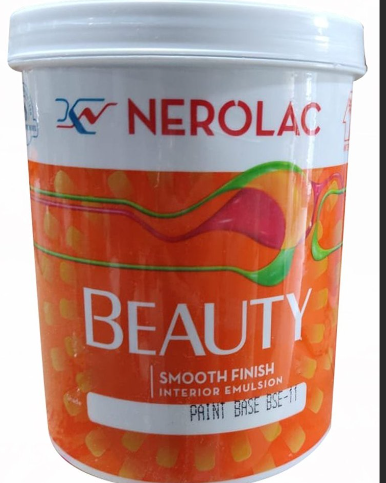 NEROLAC
BEAUTY
SMOOTH FINISH
INTERIOR EMULSION
PAINT BASE BSE-11